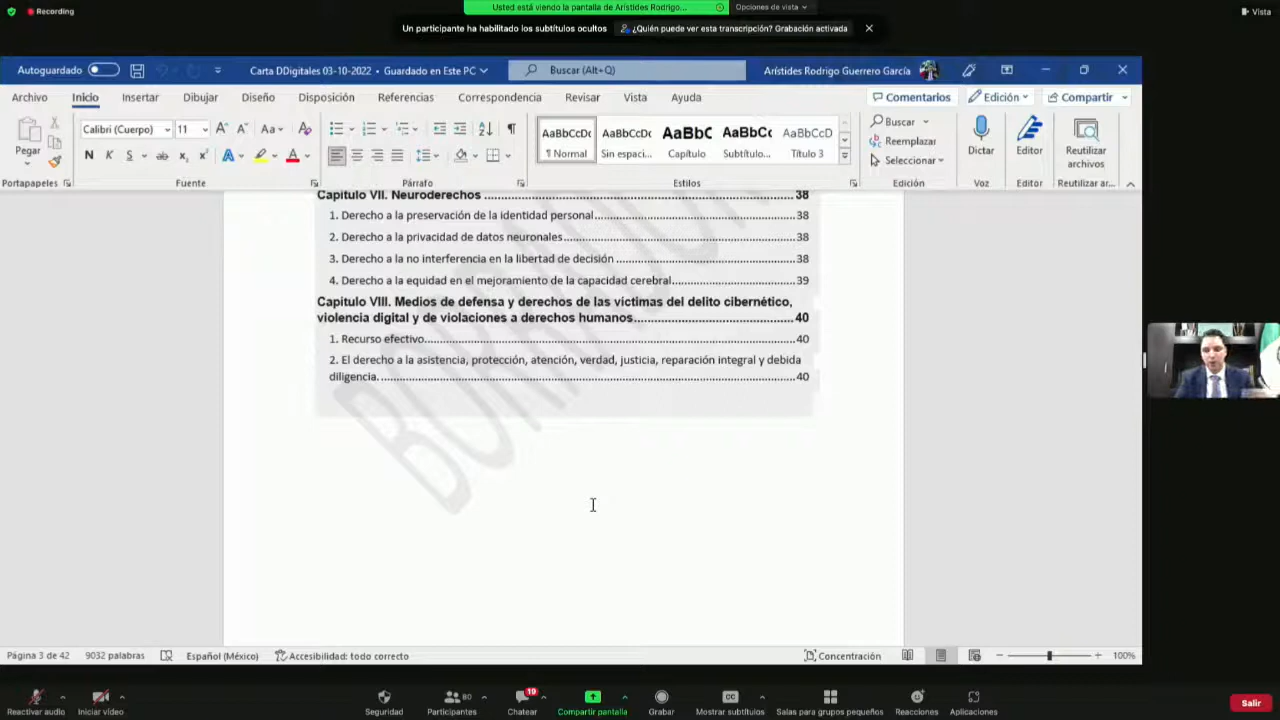 Recording
Usted está viendo la pantalla de Arístides Rodrigo...
Opciones de vista
Vista
Un participante ha habilitado los subtítulos ocultos
¿Quién puede ver esta transcripción? Grabación activada
Autoguardado
Carta DDigitales 03-10-2022 • Guardado en Este PC
Buscar (Alt+Q)
Arístides Rodrigo Guerrero García
Archivo Inicio Insertar Dibujar Diseño Disposición Referencias Correspondencia Revisar Vista Ayuda
Comentarios Edición Compartir
Pegar
Calibri (Cuerpo) 11
N K S
AaBbCcDc AaBbCcDc AaBbC AaBbCc AaBbCcD
¶ Normal Sin espaci... Capítulo Subtítulo... Título 3
Buscar
Reemplazar
Seleccionar
Dictar
Editor
Reutilizar archivos
Portapapeles Fuente Párrafo Estilos Edición Voz Editor Reutilizar ar...
Capítulo VII. Neuroderechos 38
1. Derecho a la preservación de la identidad personal 38
2. Derecho a la privacidad de datos neuronales 38
3. Derecho a la no interferencia en la libertad de decisión 38
4. Derecho a la equidad en el mejoramiento de la capacidad cerebral 39
Capítulo VIII. Medios de defensa y derechos de las víctimas del delito cibernético,
violencia digital y de violaciones a derechos humanos 40
1. Recurso efectivo 40
2. El derecho a la asistencia, protección, atención, verdad, justicia, reparación integral y debida
diligencia. 40
BORRADOR
Página 3 de 42 9032 palabras Español (México) Accesibilidad: todo correcto
Concentración 100%
Reactivar audio Iniciar video Seguridad Participantes 80 Chatear 19 Compartir pantalla Grabar Mostrar subtítulos Salas para grupos pequeños Reacciones Aplicaciones Salir